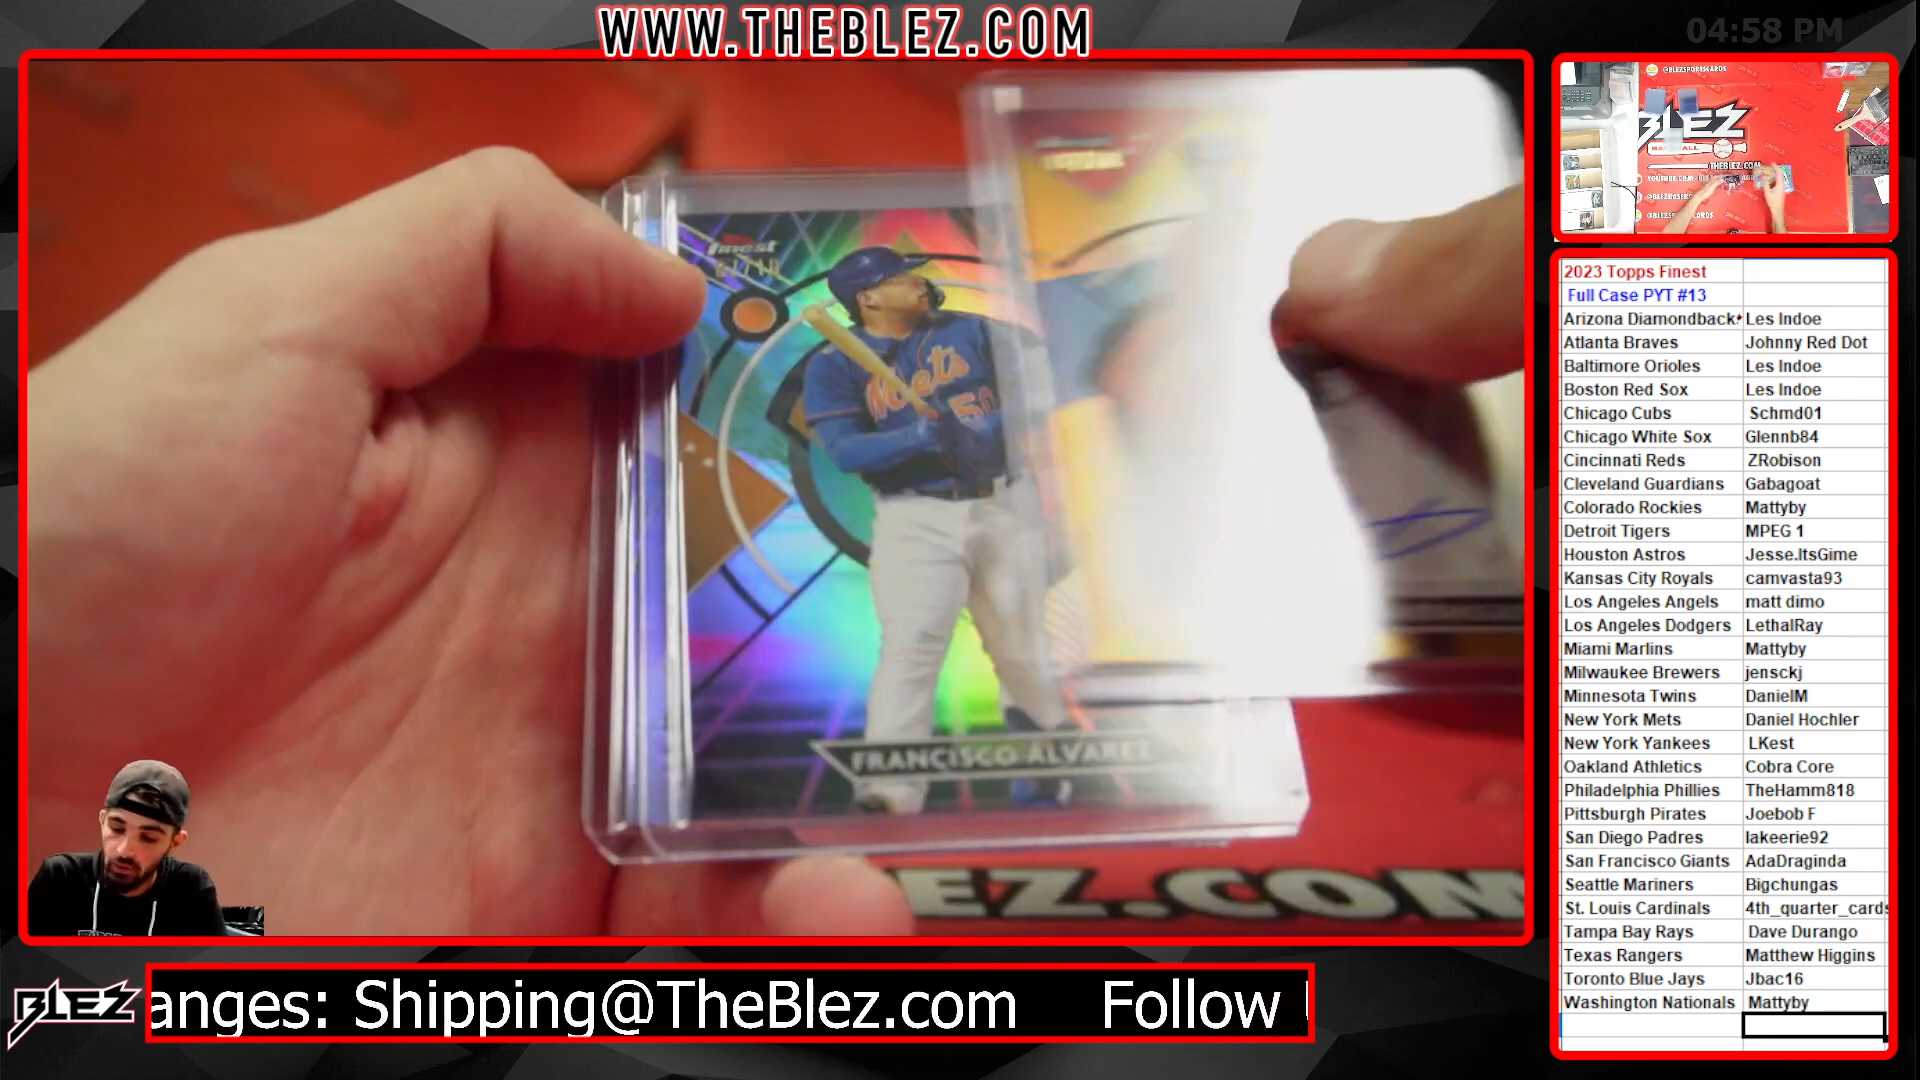 WWW.THEBLEZ.COM
04:58 PM
finest
Mets
50
FRANCISCO ALVAREZ
EZ.COM
@BLEZSPORTSCARDS
BLEZ
BASEBALL
THEBLEZ.COM
2023 Topps Finest
Full Case PYT #13
Arizona Diamondback Les Indoe
Atlanta Braves Johnny Red Dot
Baltimore Orioles Les Indoe
Boston Red Sox Les Indoe
Chicago Cubs Schmd01
Chicago White Sox Glennb84
Cincinnati Reds ZRobison
Cleveland Guardians Gabagoat
Colorado Rockies Mattyby
Detroit Tigers MPEG 1
Houston Astros Jesse.ItsGime
Kansas City Royals camvasta93
Los Angeles Angels matt dimo
Los Angeles Dodgers LethalRay
Miami Marlins Mattyby
Milwaukee Brewers jensckj
Minnesota Twins DanielM
New York Mets Daniel Hochler
New York Yankees LKest
Oakland Athletics Cobra Core
Philadelphia Phillies TheHamm818
Pittsburgh Pirates Joebob F
San Diego Padres lakeerie92
San Francisco Giants AdaDraginda
Seattle Mariners Bigchungas
St. Louis Cardinals 4th_quarter_cards
Tampa Bay Rays Dave Durango
Texas Rangers Matthew Higgins
Toronto Blue Jays Jbac16
Washington Nationals Mattyby
BLEZ
anges: Shipping@TheBlez.com Follow